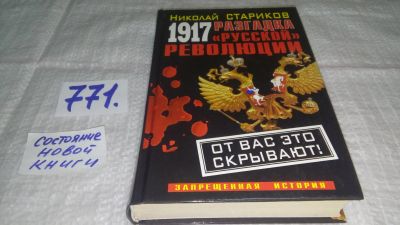 Николай СТАРИКОВ
1917 РАЗГАДКА
«РУССКОЙ»
РЕВОЛЮЦИИ
ОТ ВАС ЭТО
СКРЫВАЮТ!
ЗАПРЕЩЕННАЯ ИСТОРИЯ
771.
СОСТОЯНИЕ
НОВОЙ
КНИГИ